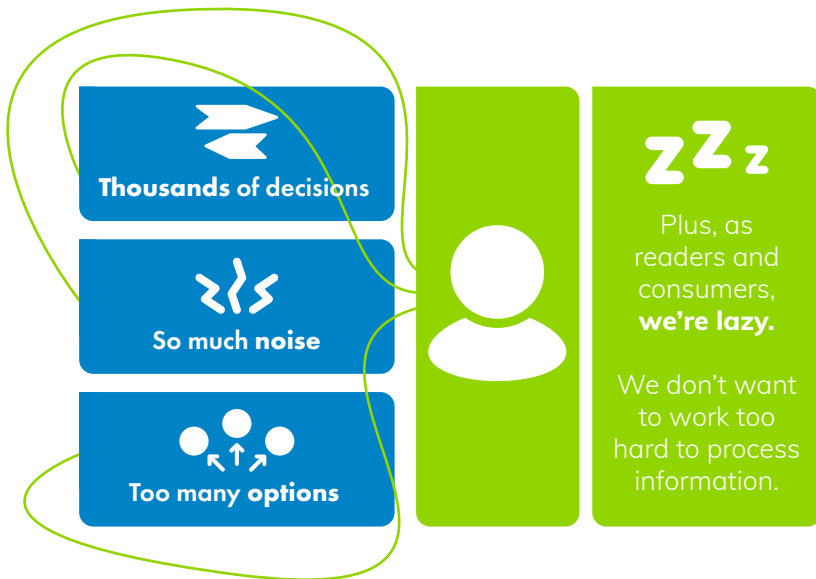 Thousands of decisions
So much noise
Too many options
zzz
Plus, as
readers and
consumers,
we're lazy.
We don't want
to work too
hard to process
information.